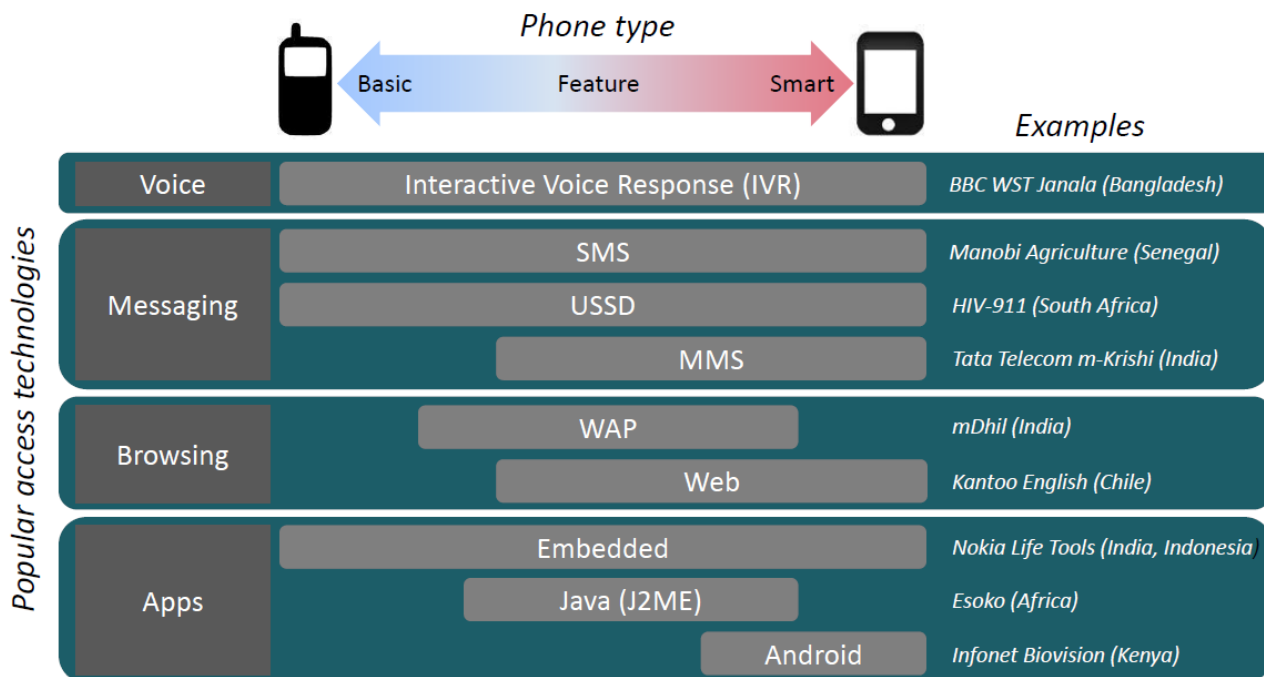 Phone type
Basic Feature Smart
Examples
Popular access technologies
Voice
Interactive Voice Response (IVR)
BBC WST Janala (Bangladesh)
Messaging
SMS
Manobi Agriculture (Senegal)
USSD
HIV-911 (South Africa)
MMS
Tata Telecom m-Krishi (India)
Browsing
WAP
mDhil (India)
Web
Kantoo English (Chile)
Apps
Embedded
Nokia Life Tools (India, Indonesia)
Java (J2ME)
Esoko (Africa)
Android
Infonet Biovision (Kenya)